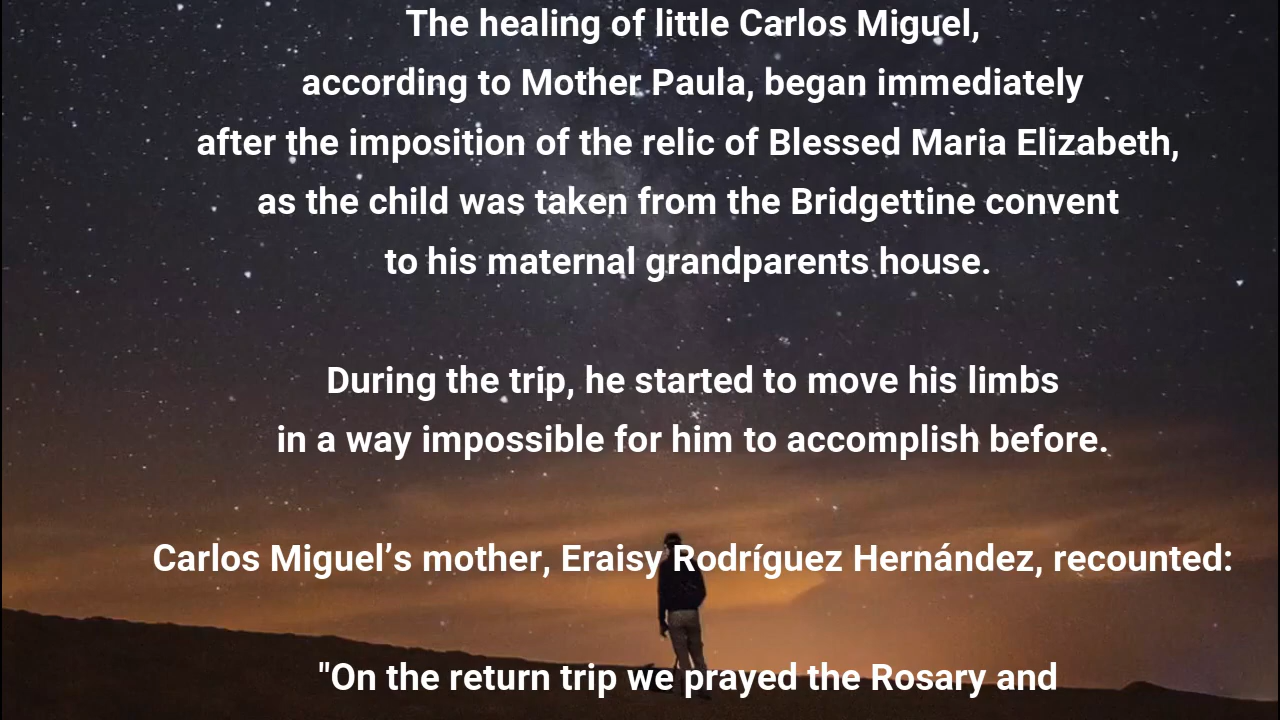 The healing of little Carlos Miguel,
according to Mother Paula, began immediately
after the imposition of the relic of Blessed Maria Elizabeth,
as the child was taken from the Bridgettine convent
to his maternal grandparents house.
During the trip, he started to move his limbs
in a way impossible for him to accomplish before.
Carlos Miguel’s mother, Eraisy Rodríguez Hernández, recounted:
"On the return trip we prayed the Rosary and